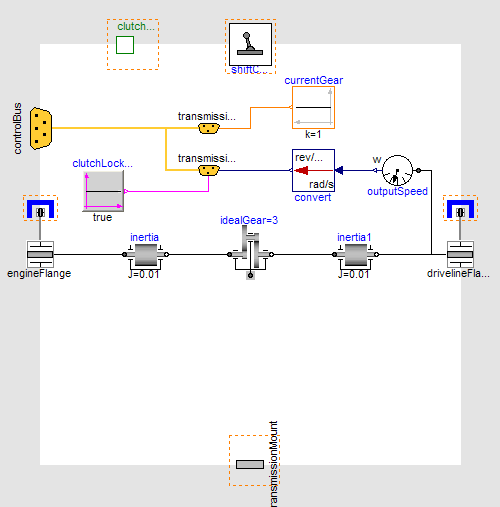 clutch...
shiftC...
currentGear
k=1
controlBus
transmissi...
transmissi...
clutchLock...
true
rev/...
rad/s
convert
w
outputSpeed
idealGear=3
inertia
J=0.01
inertia1
J=0.01
engineFlange
drivelineFla...
ransmissionMount